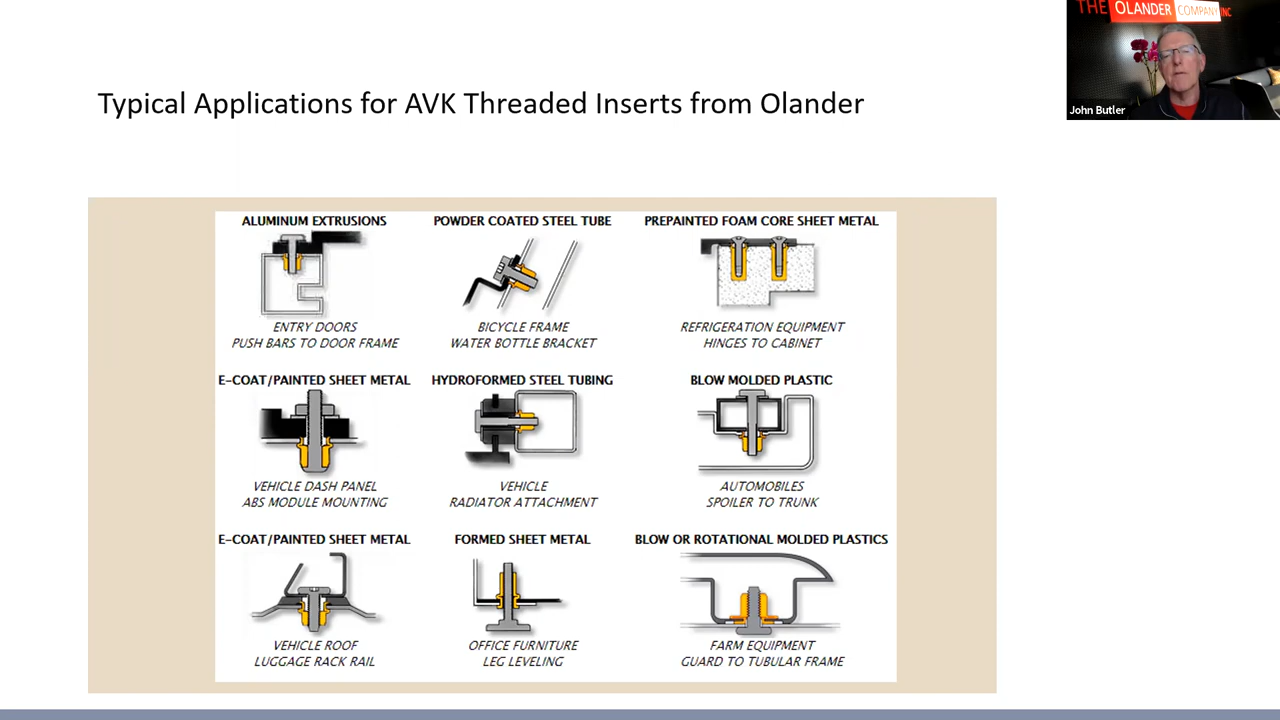 THE OLANDER COMPANY INC
John Butler
Typical Applications for AVK Threaded Inserts from Olander
ALUMINUM EXTRUSIONS
ENTRY DOORS
PUSH BARS TO DOOR FRAME
POWDER COATED STEEL TUBE
BICYCLE FRAME
WATER BOTTLE BRACKET
PREPAINTED FOAM CORE SHEET METAL
REFRIGERATION EQUIPMENT
HINGES TO CABINET
E-COAT/PAINTED SHEET METAL
VEHICLE DASH PANEL
ABS MODULE MOUNTING
HYDROFORMED STEEL TUBING
VEHICLE
RADIATOR ATTACHMENT
BLOW MOLDED PLASTIC
AUTOMOBILES
SPOILER TO TRUNK
E-COAT/PAINTED SHEET METAL
VEHICLE ROOF
LUGGAGE RACK RAIL
FORMED SHEET METAL
OFFICE FURNITURE
LEG LEVELING
BLOW OR ROTATIONAL MOLDED PLASTICS
FARM EQUIPMENT
GUARD TO TUBULAR FRAME